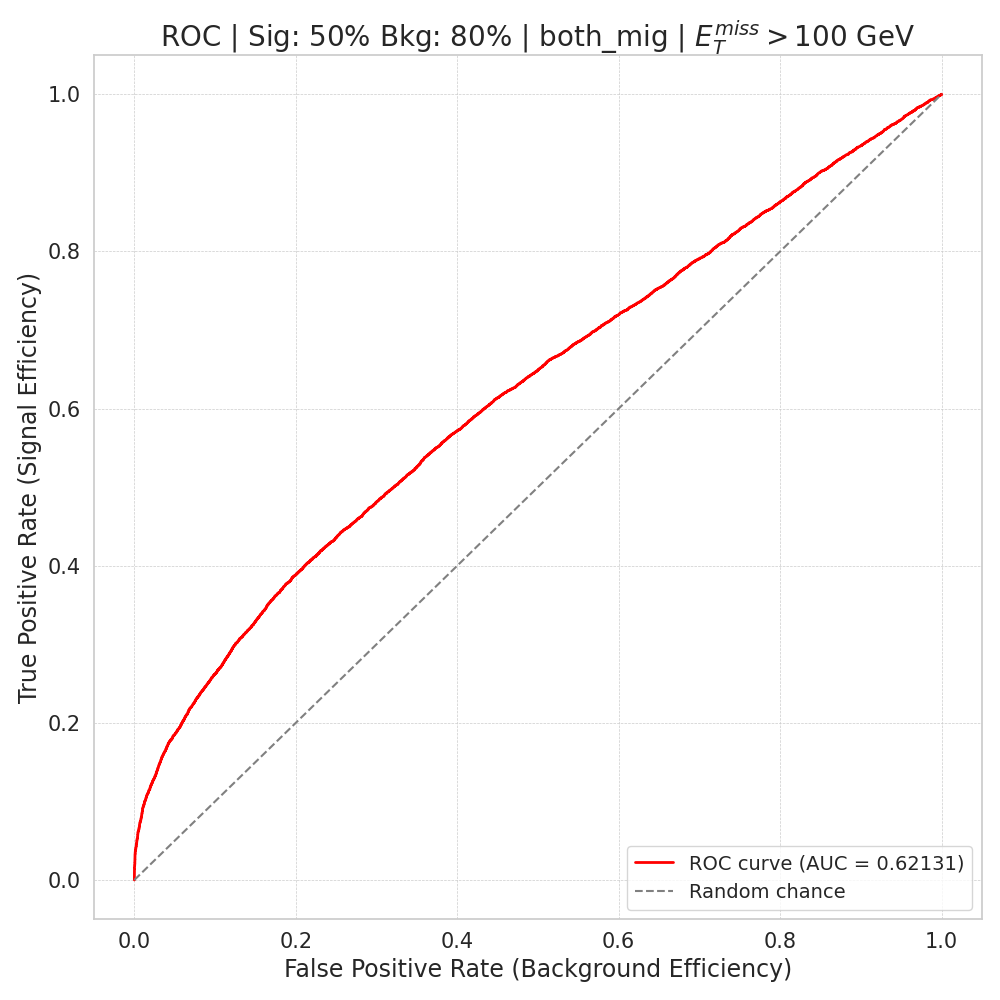 ROC | Sig: 50% Bkg: 80% | both_mig | $E_T^{miss} > 100$ GeV
True Positive Rate (Signal Efficiency)
1.0
0.8
0.6
0.4
0.2
0.0
ROC curve (AUC = 0.62131)
Random chance
0.0 0.2 0.4 0.6 0.8 1.0
False Positive Rate (Background Efficiency)